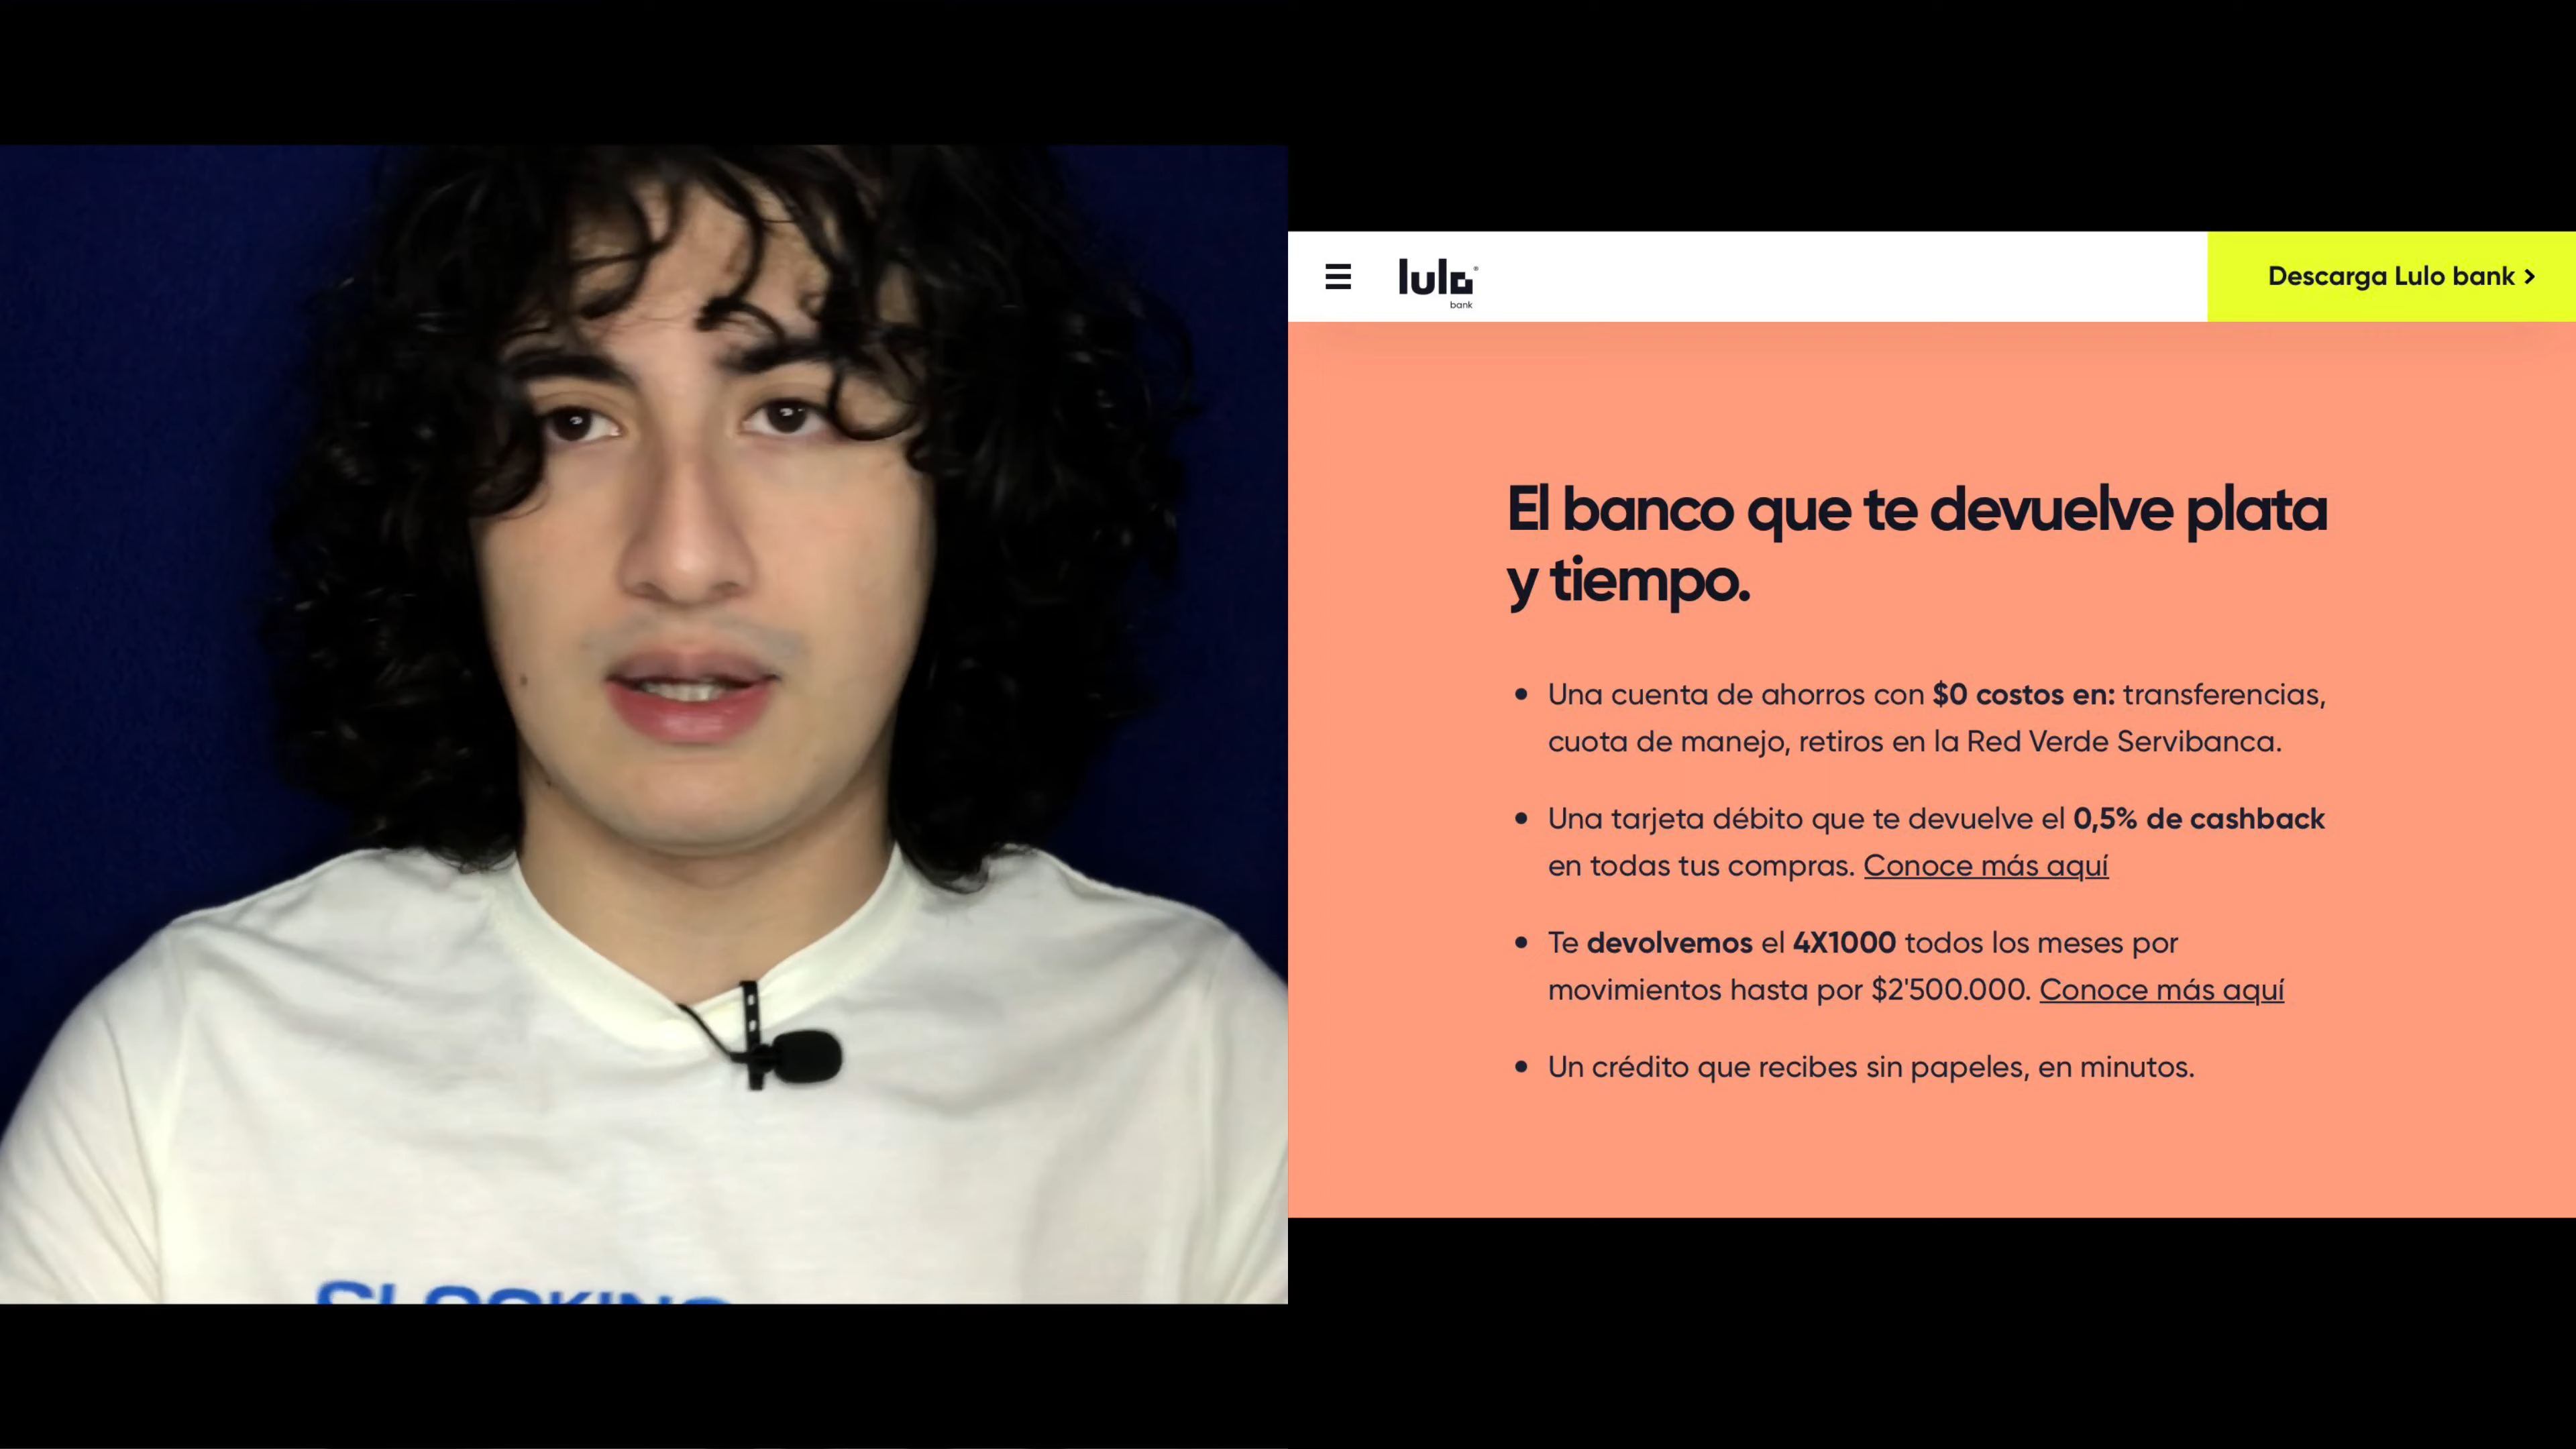 lulo
bank
Descarga Lulo bank >
El banco que te devuelve plata
y tiempo.
• Una cuenta de ahorros con $0 costos en: transferencias,
cuota de manejo, retiros en la Red Verde Servibanca.
• Una tarjeta débito que te devuelve el 0,5% de cashback
en todas tus compras. Conoce más aquí
• Te devolvemos el 4X1000 todos los meses por
movimientos hasta por $2'500.000. Conoce más aquí
• Un crédito que recibes sin papeles, en minutos.